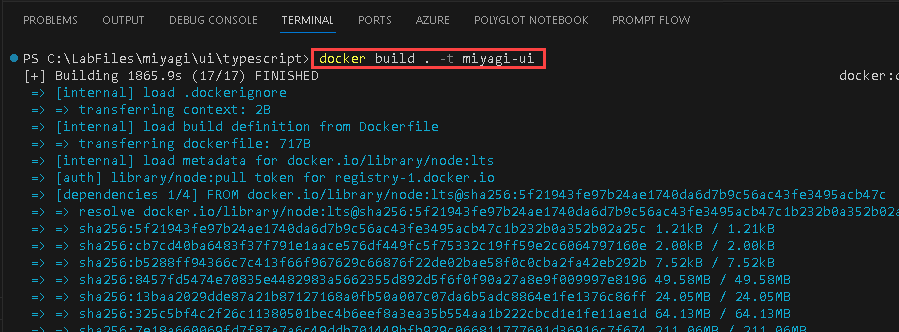 PROBLEMS OUTPUT DEBUG CONSOLE TERMINAL PORTS AZURE POLYGLOT NOTEBOOK PROMPT FLOW
PS C:\LabFiles\miyagi\ui\typescript> docker build . -t miyagi-ui
[+] Building 1865.9s (17/17) FINISHED docker:
=> [internal] load .dockerignore
=> => transferring context: 2B
=> [internal] load build definition from Dockerfile
=> => transferring dockerfile: 717B
=> [internal] load metadata for docker.io/library/node:lts
=> [auth] library/node:pull token for registry-1.docker.io
=> [dependencies 1/4] FROM docker.io/library/node:lts@sha256:5f21943fe97b24ae1740da6d7b9c56ac43fe3495acb47c
=> => resolve docker.io/library/node:lts@sha256:5f21943fe97b24ae1740da6d7b9c56ac43fe3495acb47c1b232b0a352b02a
=> => sha256:5f21943fe97b24ae1740da6d7b9c56ac43fe3495acb47c1b232b0a352b02a25c 1.21kB / 1.21kB
=> => sha256:cb7cd40ba6483f37f791e1aace576df449fc5f75332c19ff59e2c6064797160e 2.00kB / 2.00kB
=> => sha256:b5288ff94366c7c413f66f967629c66876f22de02bae58f0c0cba2fa42eb292b 7.52kB / 7.52kB
=> => sha256:8457fd5474e70835e4482983a5662355d892d5f6f0f90a27a8e9f009997e8196 49.58MB / 49.58MB
=> => sha256:13baa2029dde87a21b87127168a0fb50a007c07da6b5adc8864e1fe1376c86ff 24.05MB / 24.05MB
=> => sha256:325c5bf4c2f26c11380501bec4b6eef8a3ea35b554aa1b222cbcd1e1fe11ae1d 64.13MB / 64.13MB